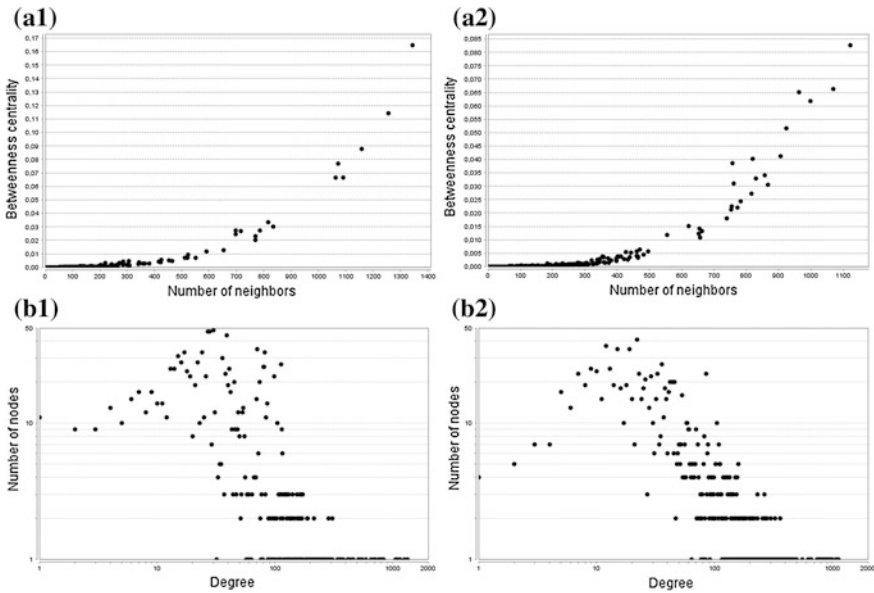 (a1)
0,17
0,16
0,15
0,14
0,13
0,12
0,11
0,10
0,09
0,08
0,07
0,06
0,05
0,04
0,03
0,02
0,01
0,00
Betweenness centrality
0 100 200 300 400 500 600 700 800 900 1000 1100 1200 1300 1400
Number of neighbors
(a2)
0,085
0,080
0,075
0,070
0,065
0,060
0,055
0,050
0,045
0,040
0,035
0,030
0,025
0,020
0,015
0,010
0,005
0,000
Betweenness centrality
0 100 200 300 400 500 600 700 800 900 1000 1100
Number of neighbors
(b1)
50
10
1
Number of nodes
1 10 100 1000 2000
Degree
(b2)
50
10
1
Number of nodes
1 10 100 1000 2000
Degree